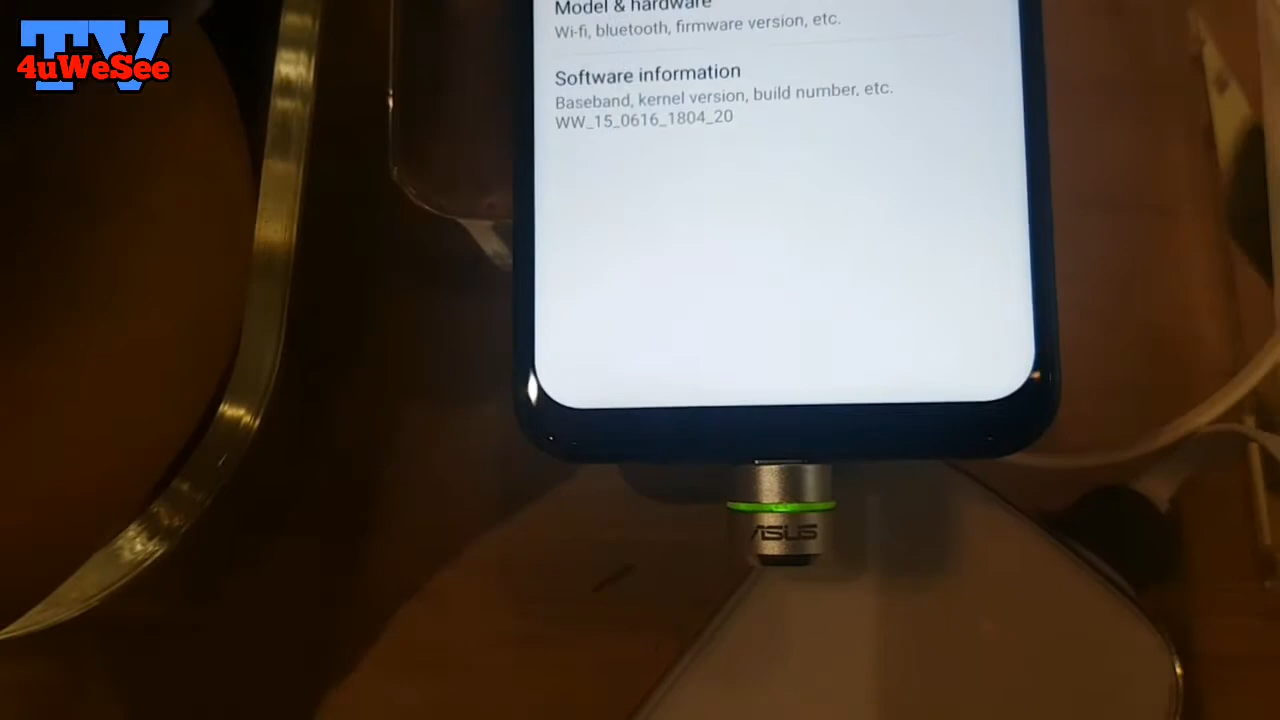 TV
4uWeSee
Model & hardware
Wi-fi, bluetooth, firmware version, etc.
Software information
Baseband, kernel version, build number, etc.
WW_15_0616_1804_20
ASUS